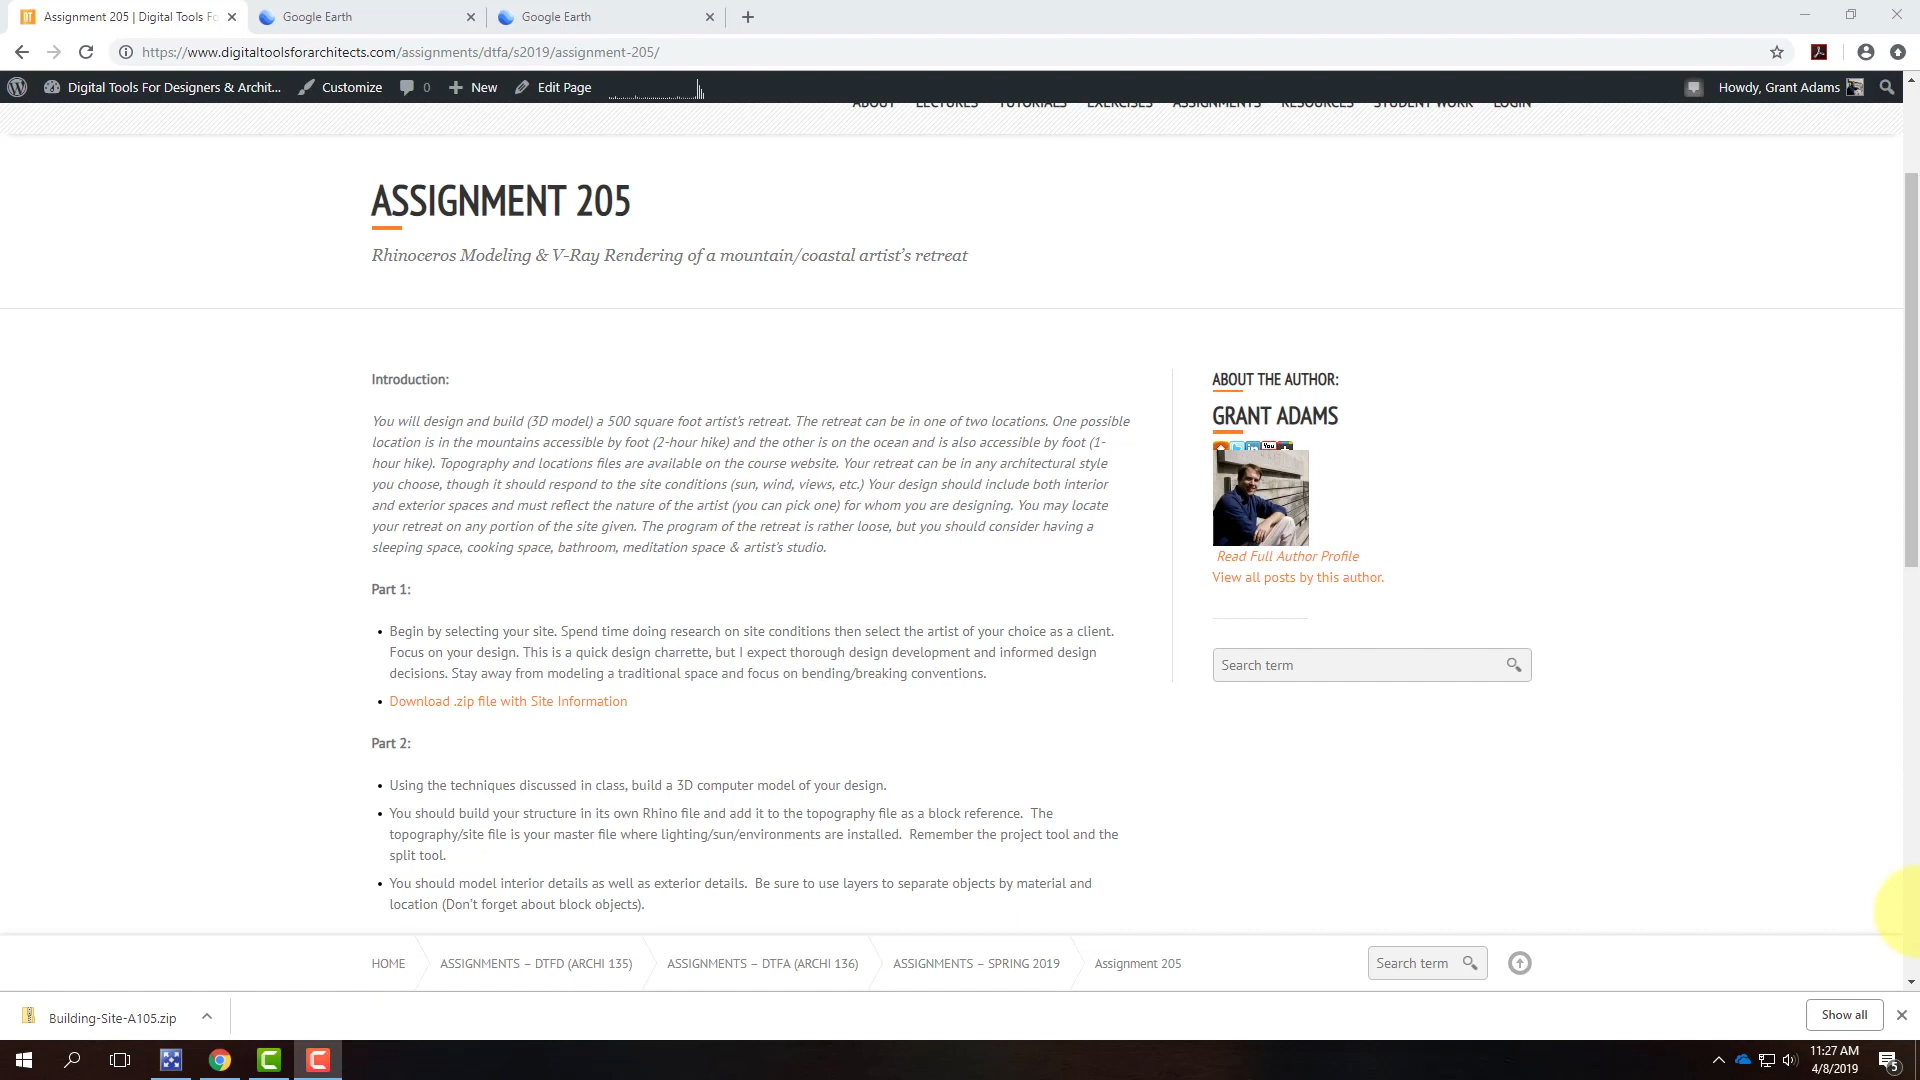 Assignment 205 | Digital Tools Fo
Google Earth
Google Earth
https://www.digitaltoolsforarchitects.com/assignments/dtfa/s2019/assignment-205/
Digital Tools For Designers & Archit...
Customize
0
New
Edit Page
Howdy, Grant Adams
ABOUT
LECTURES
TUTORIALS
EXERCISES
ASSIGNMENTS
RESOURCES
STUDENT WORK
LOGIN
ASSIGNMENT 205
Rhinoceros Modeling & V-Ray Rendering of a mountain/coastal artist's retreat
Introduction:
You will design and build (3D model) a 500 square foot artist's retreat. The retreat can be in one of two locations. One possible
location is in the mountains accessible by foot (2-hour hike) and the other is on the ocean and is also accessible by foot (1-
hour hike). Topography and locations files are available on the course website. Your retreat can be in any architectural style
you choose, though it should respond to the site conditions (sun, wind, views, etc.) Your design should include both interior
and exterior spaces and must reflect the nature of the artist (you can pick one) for whom you are designing. You may locate
your retreat on any portion of the site given. The program of the retreat is rather loose, but you should consider having a
sleeping space, cooking space, bathroom, meditation space & artist's studio.
Part 1:
• Begin by selecting your site. Spend time doing research on site conditions then select the artist of your choice as a client.
Focus on your design. This is a quick design charrette, but I expect thorough design development and informed design
decisions. Stay away from modeling a traditional space and focus on bending/breaking conventions.
• Download .zip file with Site Information
Part 2:
• Using the techniques discussed in class, build a 3D computer model of your design.
• You should build your structure in its own Rhino file and add it to the topography file as a block reference. The
topography/site file is your master file where lighting/sun/environments are installed. Remember the project tool and the
split tool.
• You should model interior details as well as exterior details. Be sure to use layers to separate objects by material and
location (Don't forget about block objects).
ABOUT THE AUTHOR:
GRANT ADAMS
in
You
Read Full Author Profile
View all posts by this author.
Search term
HOME
ASSIGNMENTS – DTFD (ARCHI 135)
ASSIGNMENTS – DTFA (ARCHI 136)
ASSIGNMENTS – SPRING 2019
Assignment 205
Search term
Building-Site-A105.zip
Show all
11:27 AM
4/8/2019
5